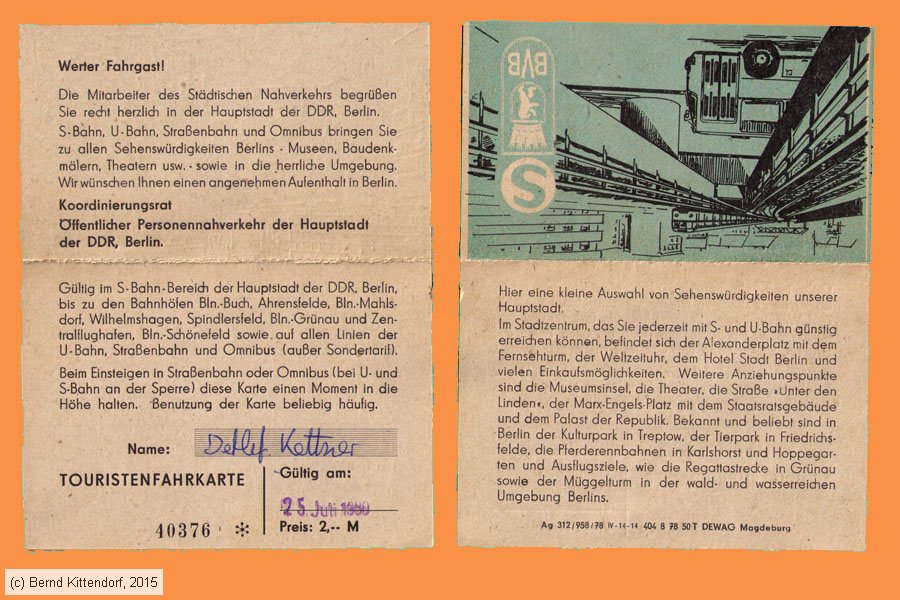 Werter Fahrgast!
Die Mitarbeiter des Städtischen Nahverkehrs begrüßen
Sie recht herzlich in der Hauptstadt der DDR, Berlin.
S-Bahn, U-Bahn, Straßenbahn und Omnibus bringen Sie
zu allen Sehenswürdigkeiten Berlins - Museen, Baudenk-
mälern, Theatern usw. - sowie in die herrliche Umgebung.
Wir wünschen Ihnen einen angenehmen Aufenthalt in Berlin.
Koordinierungsrat
Öffentlicher Personennahverkehr der Hauptstadt
der DDR, Berlin.
Gültig im S-Bahn-Bereich der Hauptstadt der DDR, Berlin,
bis zu den Bahnhöfen Bln.-Buch, Ahrensfelde, Bln.-Mahls-
dorf, Wilhelmshagen, Spindlersfeld, Bln.-Grünau und Zen-
tralflughafen, Bln.-Schönefeld sowie auf allen Linien der
U-Bahn, Straßenbahn und Omnibus (außer Sondertarif).
Beim Einsteigen in Straßenbahn oder Omnibus (bei U- und
S-Bahn an der Sperre) diese Karte einen Moment in die
Höhe halten. Benutzung der Karte beliebig häufig.
Name: Detlef Kettner
TOURISTENFAHRKARTE
Gültig am:
25. Juli 1980
40376 *
Preis: 2,-- M
BVB
S
Hier eine kleine Auswahl von Sehenswürdigkeiten unserer
Hauptstadt.
Im Stadtzentrum, das Sie jederzeit mit S- und U-Bahn günstig
erreichen können, befindet sich der Alexanderplatz mit dem
Fernsehturm, der Weltzeituhr, dem Hotel Stadt Berlin und
vielen Einkaufsmöglichkeiten. Weitere Anziehungspunkte
sind die Museumsinsel, die Theater, die Straße »Unter den
Linden«, der Marx-Engels-Platz mit dem Staatsratsgebäude
und dem Palast der Republik. Bekannt und beliebt sind in
Berlin der Kulturpark in Treptow, der Tierpark in Friedrichs-
felde, die Pferderennbahnen in Karlshorst und Hoppegar-
ten und Ausflugsziele, wie die Regattastrecke in Grünau
sowie der Müggelturm in der wald- und wasserreichen
Umgebung Berlins.
Ag 312/958/78 IV-14-14 404 8 78 50 T DEWAG Magdeburg
(c) Bernd Kittendorf, 2015